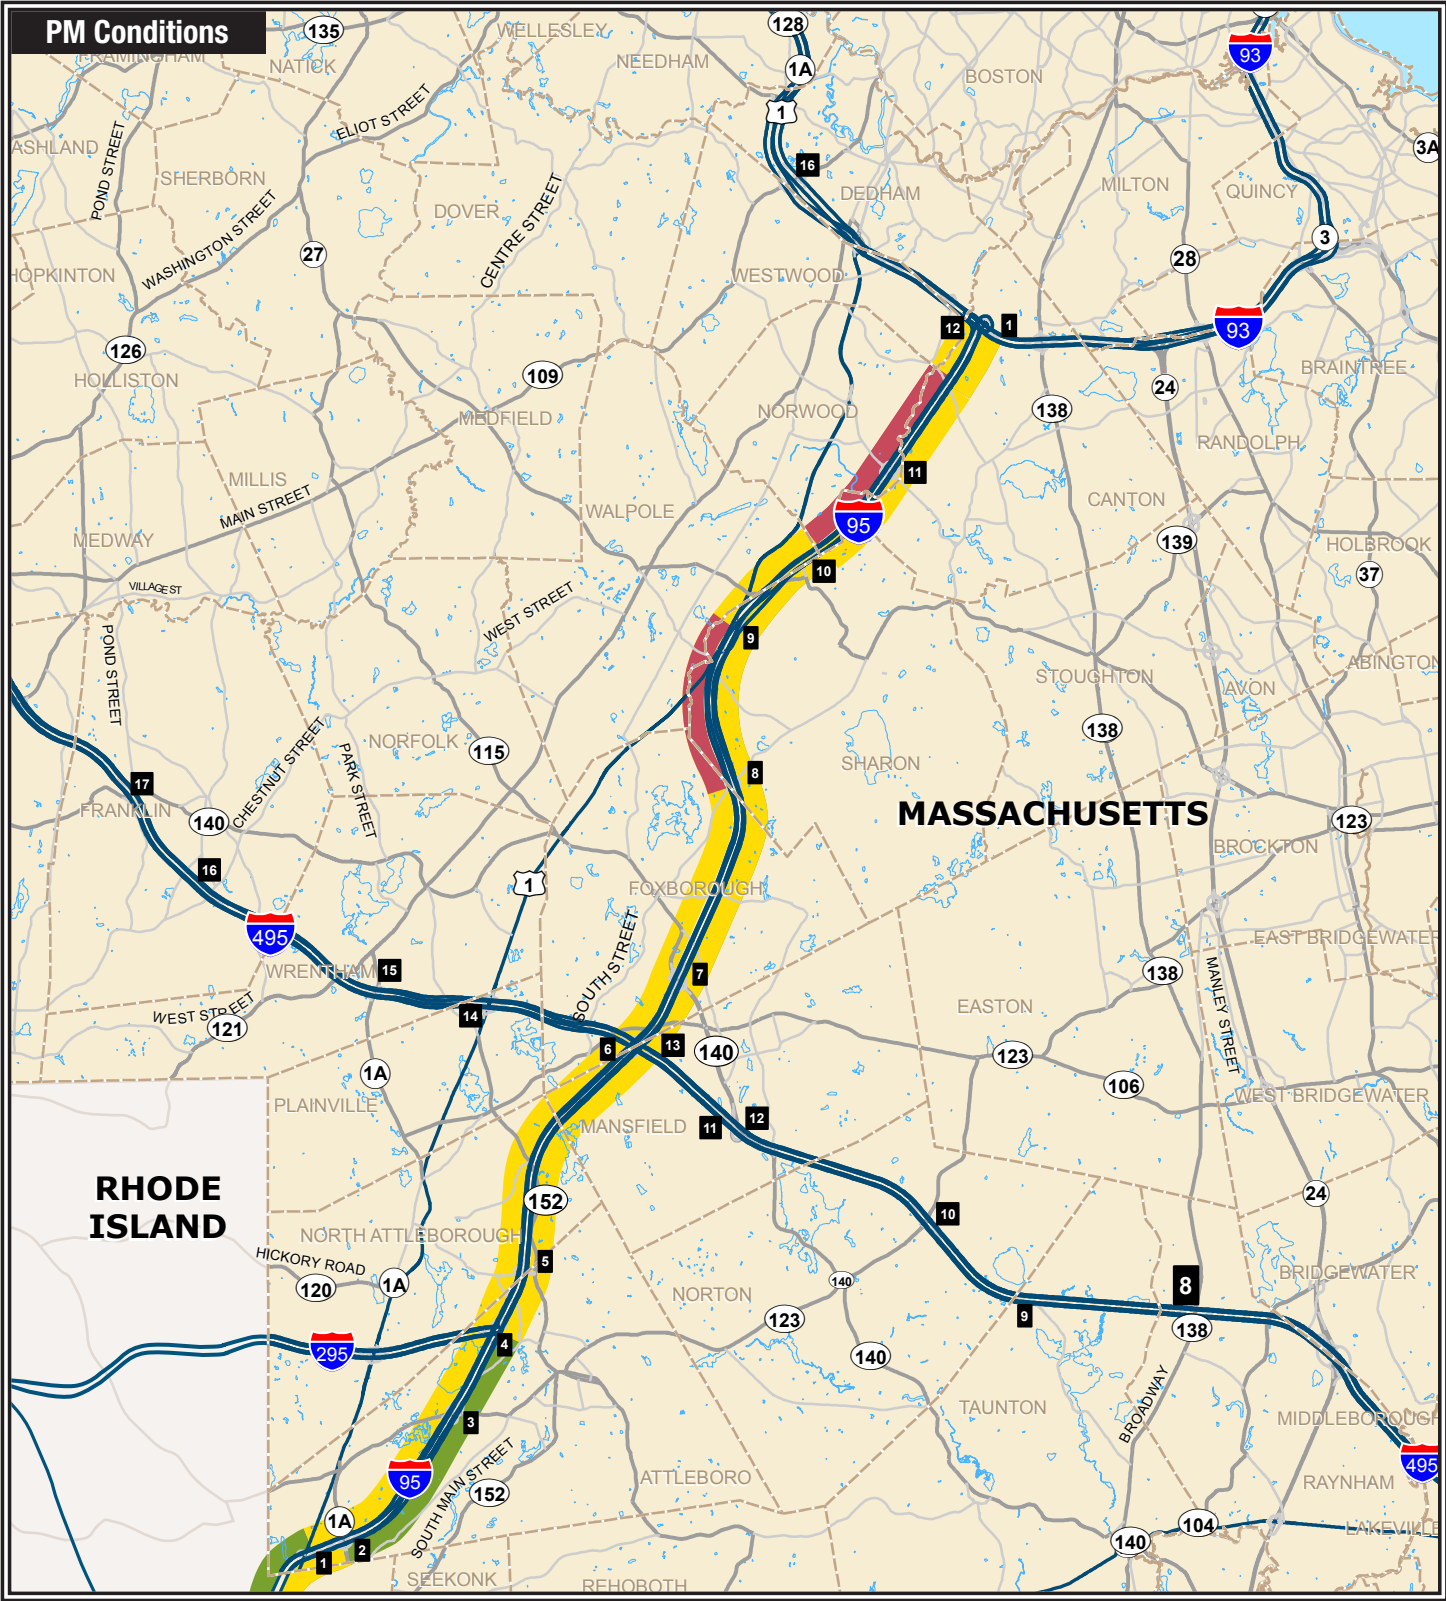 PM Conditions
135
WELLESLEY
128
93
FRAMINGHAM
NATICK
NEEDHAM
1A
BOSTON
1
ELIOT STREET
ASHLAND
POND STREET
3A
16
SHERBORN
DEDHAM
MILTON
QUINCY
DOVER
CENTRE STREET
WASHINGTON STREET
27
3
28
HOPKINTON
WESTWOOD
12
1
93
126
HOLLISTON
109
BRAINTREE
24
138
MEDFIELD
NORWOOD
RANDOLPH
11
MILLIS
MAIN STREET
WALPOLE
CANTON
95
MEDWAY
139
HOLBROOK
37
10
VILLAGE ST
WEST STREET
9
POND STREET
ABINGTON
STOUGHTON
AVON
138
NORFOLK
115
CHESTNUT STREET
PARK STREET
SHARON
8
17
FRANKLIN
140
MASSACHUSETTS
123
BROCKTON
16
1
FOXBOROUGH
495
SOUTH STREET
EAST BRIDGEWATER
WRENTHAM
15
7
138
MANLEY STREET
WEST STREET
121
14
EASTON
6
13
140
123
1A
106
PLAINVILLE
WEST BRIDGEWATER
MANSFIELD
11
12
RHODE
ISLAND
152
24
10
NORTH ATTLEBOROUGH
HICKORY ROAD
5
120
1A
140
8
BRIDGEWATER
NORTON
123
9
138
295
4
140
BROADWAY
TAUNTON
3
MIDDLEBOROUGH
495
95
SOUTH MAIN STREET
152
ATTLEBORO
RAYNHAM
1A
104
LAKEVILLE
140
1
2
SEEKONK
REHOBOTH